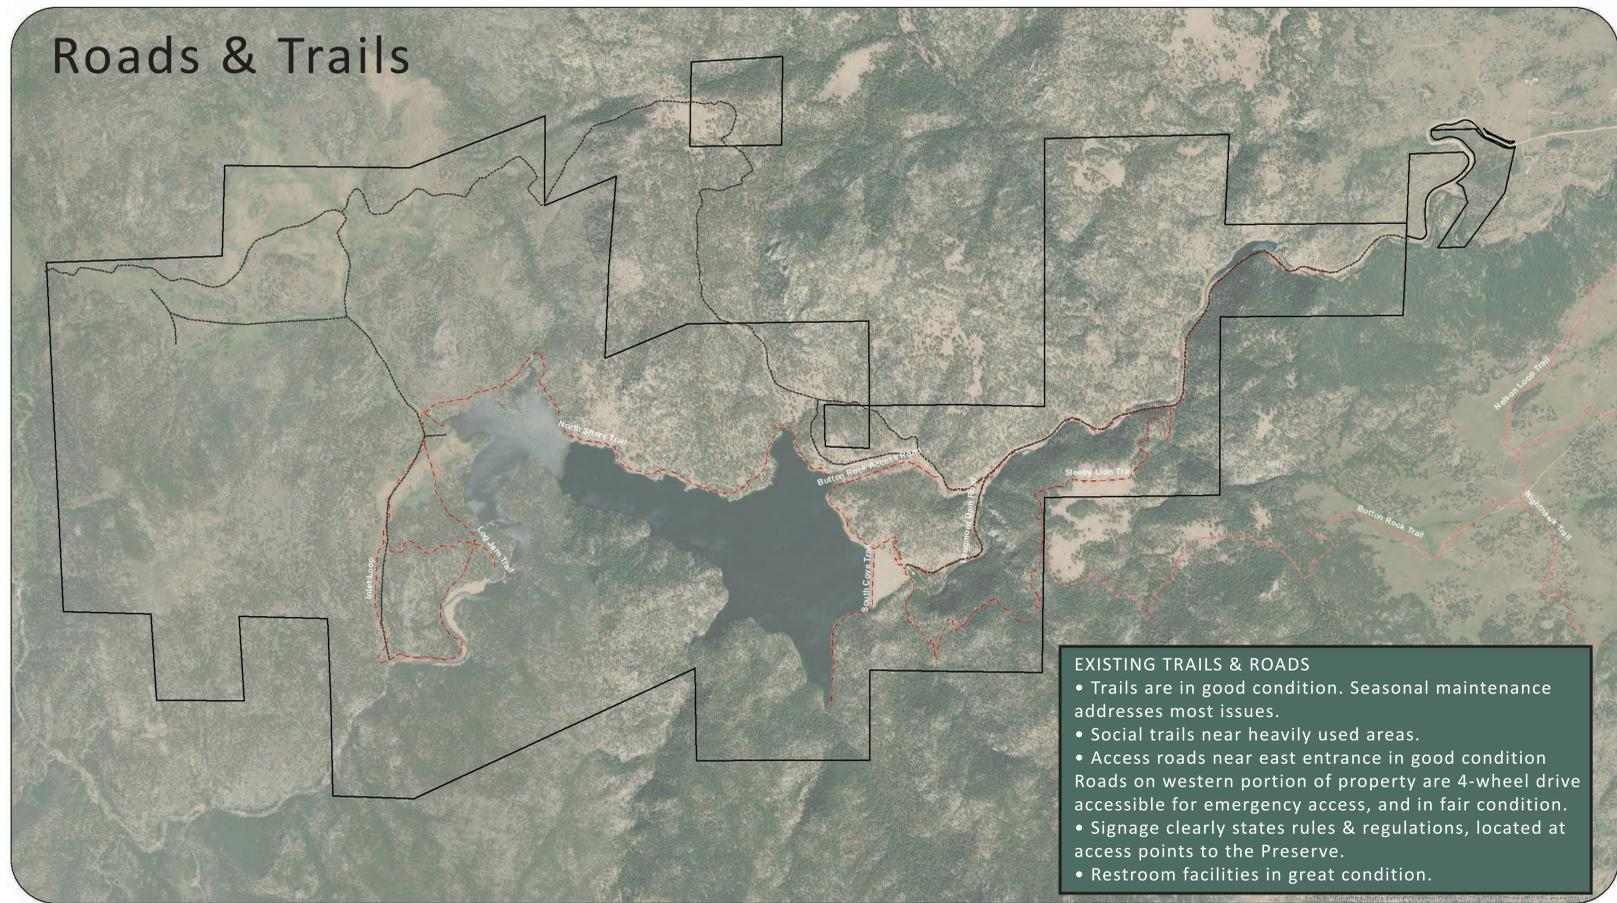 Roads & Trails
Nelson Loop Trail
North Shore Trail
Button Rock Access Road
Sleepy Lion Trail
Nighthawk Trail
Button Rock Trail
Log Jam Trail
Inlet Loop
South Cove Trail
Dam Road
EXISTING TRAILS & ROADS
• Trails are in good condition. Seasonal maintenance
addresses most issues.
• Social trails near heavily used areas.
• Access roads near east entrance in good condition
Roads on western portion of property are 4-wheel drive
accessible for emergency access, and in fair condition.
• Signage clearly states rules & regulations, located at
access points to the Preserve.
• Restroom facilities in great condition.